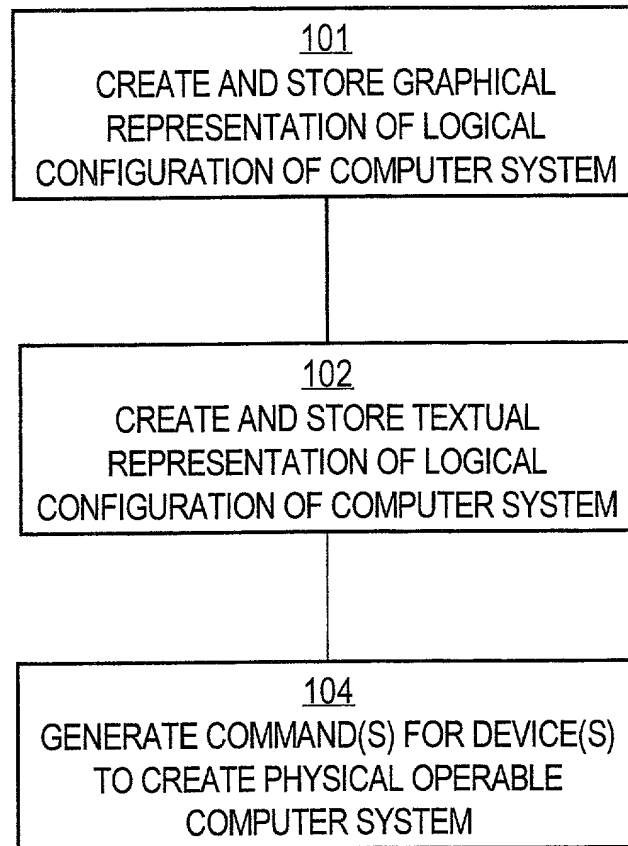 101
CREATE AND STORE GRAPHICAL
REPRESENTATION OF LOGICAL
CONFIGURATION OF COMPUTER SYSTEM
102
CREATE AND STORE TEXTUAL
REPRESENTATION OF LOGICAL
CONFIGURATION OF COMPUTER SYSTEM
104
GENERATE COMMAND(S) FOR DEVICE(S)
TO CREATE PHYSICAL OPERABLE
COMPUTER SYSTEM